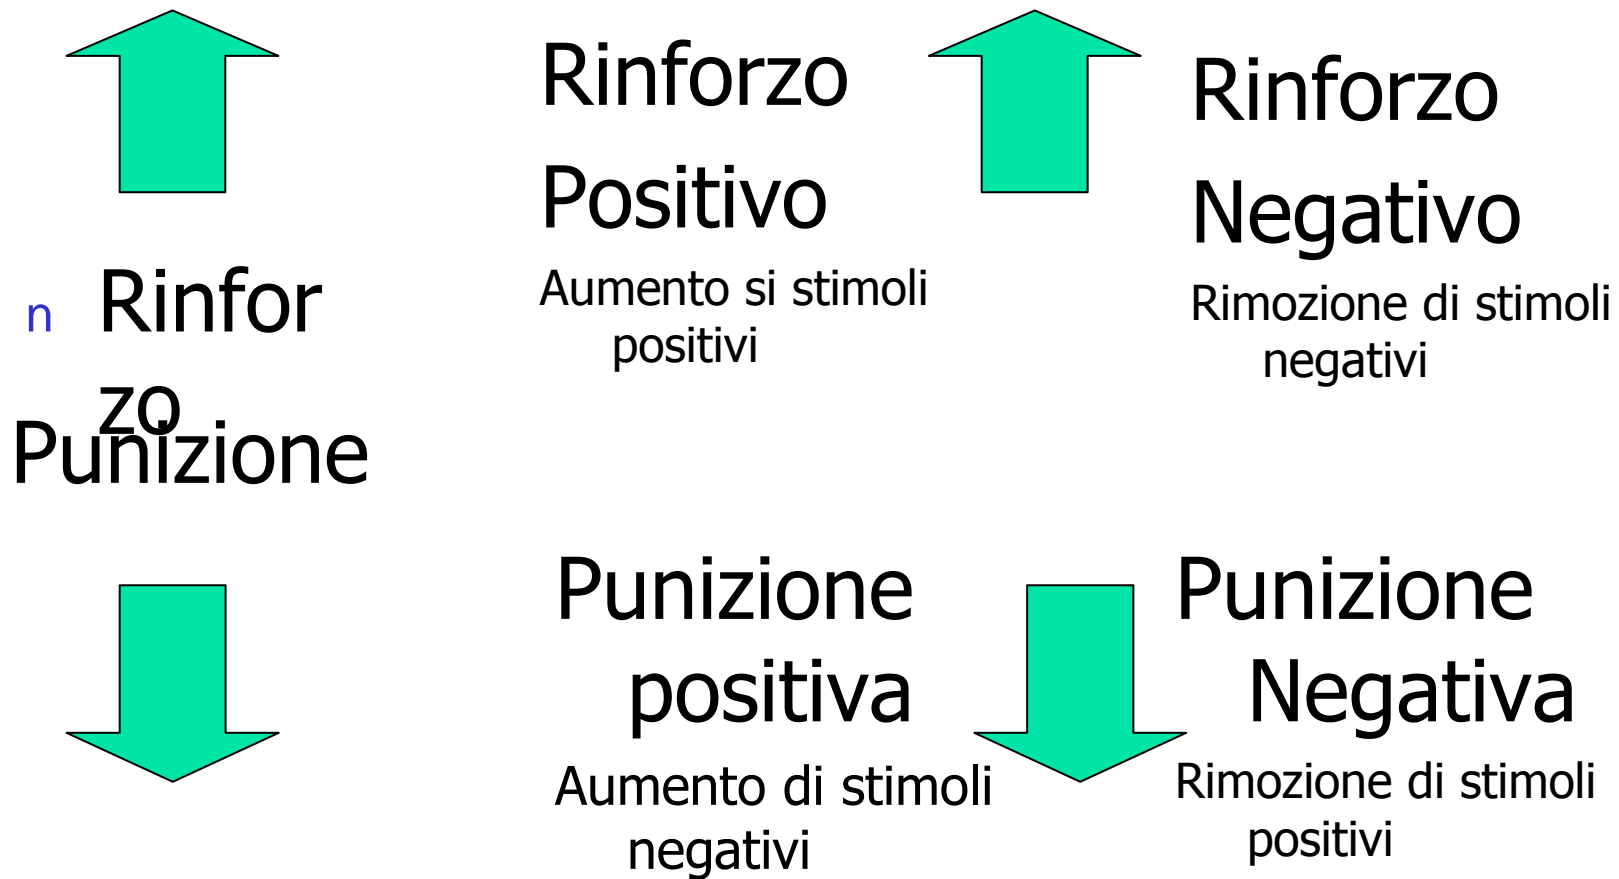 n Rinfor
zo
Punizione
Rinforzo
Positivo
Aumento si stimoli
positivi
Rinforzo
Negativo
Rimozione di stimoli
negativi
Punizione
positiva
Aumento di stimoli
negativi
Punizione
Negativa
Rimozione di stimoli
positivi